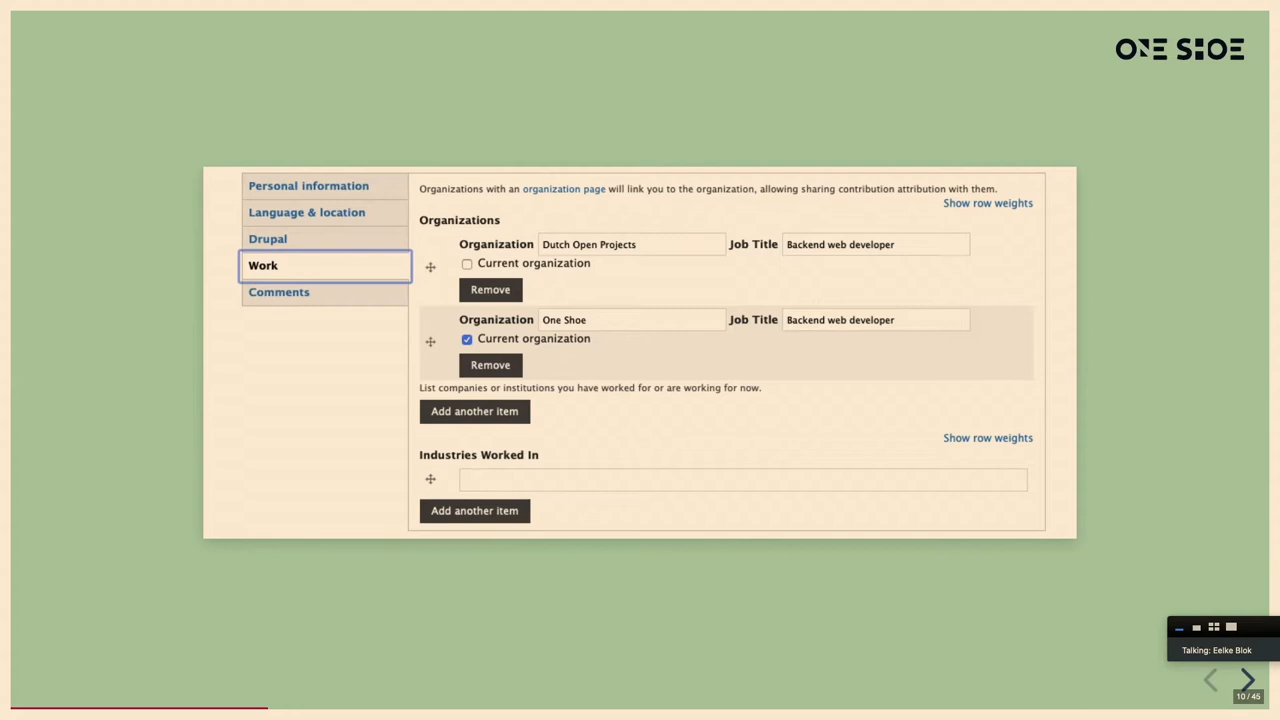 ONE SHOE
Personal information
Language & location
Drupal
Work
Comments
Organizations with an organization page will link you to the organization, allowing sharing contribution attribution with them.
Show row weights
Organizations
Organization Dutch Open Projects Job Title Backend web developer
Current organization
Remove
Organization One Shoe Job Title Backend web developer
Current organization
Remove
List companies or institutions you have worked for or are working for now.
Add another item
Show row weights
Industries Worked In
Add another item
Talking: Eelke Blok
10 / 45